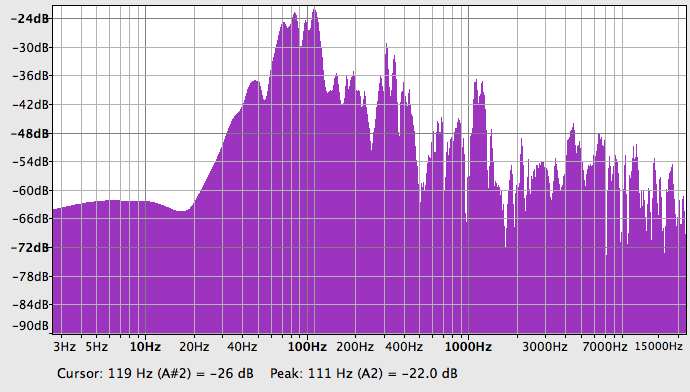 -24dB
-30dB
-36dB
-42dB
-48dB
-54dB
-60dB
-66dB
-72dB
-78dB
-84dB
-90dB
3Hz 5Hz 10Hz 20Hz 40Hz 100Hz 200Hz 400Hz 1000Hz 3000Hz 7000Hz 15000Hz
Cursor: 119 Hz (A#2) = -26 dB Peak: 111 Hz (A2) = -22.0 dB